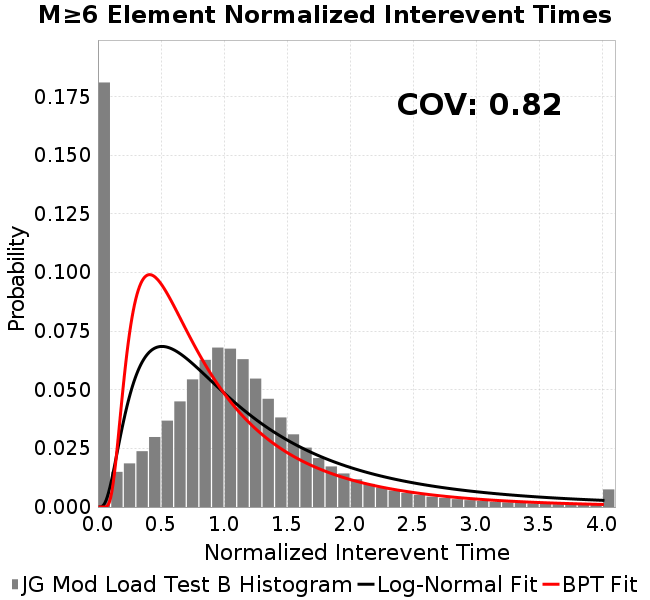 M≥6 Element Normalized Interevent Times
COV: 0.82
Probability
0.175
0.150
0.125
0.100
0.075
0.050
0.025
0.000
0.0 0.5 1.0 1.5 2.0 2.5 3.0 3.5 4.0
Normalized Interevent Time
JG Mod Load Test B Histogram Log-Normal Fit BPT Fit